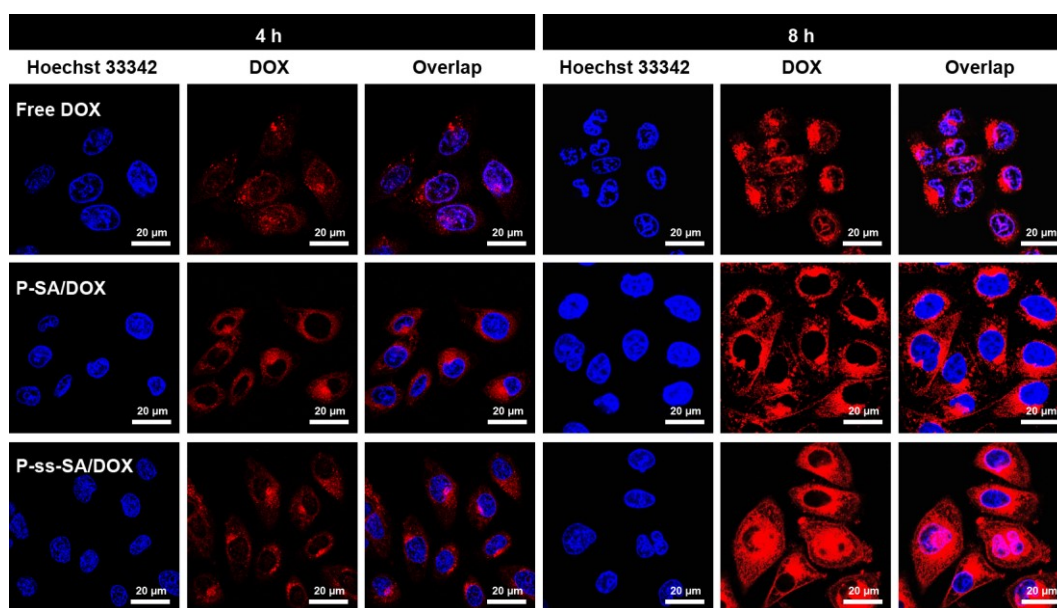 4 h 8 h
Hoechst 33342 DOX Overlap Hoechst 33342 DOX Overlap
Free DOX
20 µm 20 µm 20 µm 20 µm 20 µm 20 µm
P-SA/DOX
20 µm 20 µm 20 µm 20 µm 20 µm 20 µm
P-ss-SA/DOX
20 µm 20 µm 20 µm 20 µm 20 µm 20 µm